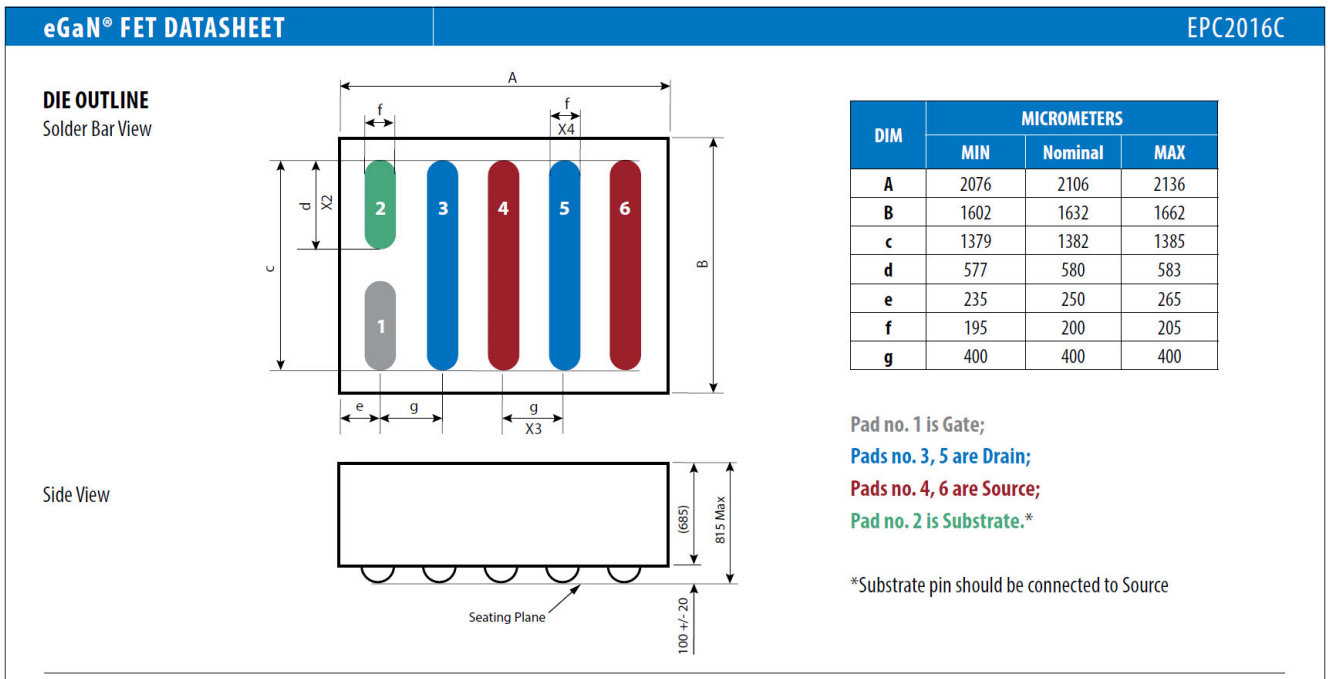 eGaN® FET DATASHEET
EPC2016C
DIE OUTLINE
Solder Bar View
A
f
f
X4
d
X2
c
B
2
3
4
5
6
1
e
g
g
X3
DIM
MICROMETERS
MIN Nominal MAX
A 2076 2106 2136
B 1602 1632 1662
c 1379 1382 1385
d 577 580 583
e 235 250 265
f 195 200 205
g 400 400 400
Pad no. 1 is Gate;
Pads no. 3, 5 are Drain;
Pads no. 4, 6 are Source;
Pad no. 2 is Substrate.*
*Substrate pin should be connected to Source
Side View
(685)
815 Max
Seating Plane
100 +/- 20